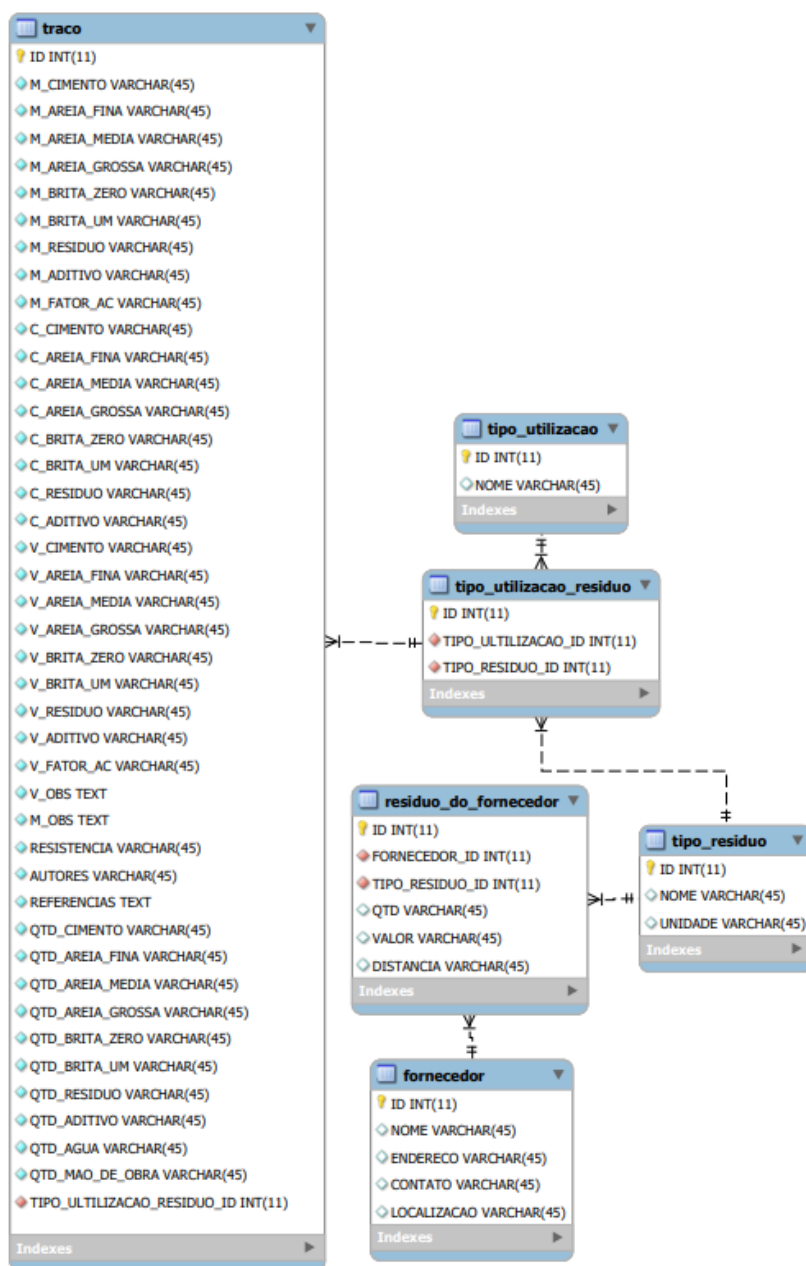 traco
ID INT(11)
M_CIMENTO VARCHAR(45)
M_AREIA_FINA VARCHAR(45)
M_AREIA_MEDIA VARCHAR(45)
M_AREIA_GROSSA VARCHAR(45)
M_BRITA_ZERO VARCHAR(45)
M_BRITA_UM VARCHAR(45)
M_RESIDUO VARCHAR(45)
M_ADITIVO VARCHAR(45)
M_FATOR_AC VARCHAR(45)
C_CIMENTO VARCHAR(45)
C_AREIA_FINA VARCHAR(45)
C_AREIA_MEDIA VARCHAR(45)
C_AREIA_GROSSA VARCHAR(45)
C_BRITA_ZERO VARCHAR(45)
C_BRITA_UM VARCHAR(45)
C_RESIDUO VARCHAR(45)
C_ADITIVO VARCHAR(45)
V_CIMENTO VARCHAR(45)
V_AREIA_FINA VARCHAR(45)
V_AREIA_MEDIA VARCHAR(45)
V_AREIA_GROSSA VARCHAR(45)
V_BRITA_ZERO VARCHAR(45)
V_BRITA_UM VARCHAR(45)
V_RESIDUO VARCHAR(45)
V_ADITIVO VARCHAR(45)
V_FATOR_AC VARCHAR(45)
V_OBS TEXT
M_OBS TEXT
RESISTENCIA VARCHAR(45)
AUTORES VARCHAR(45)
REFERENCIAS TEXT
QTD_CIMENTO VARCHAR(45)
QTD_AREIA_FINA VARCHAR(45)
QTD_AREIA_MEDIA VARCHAR(45)
QTD_AREIA_GROSSA VARCHAR(45)
QTD_BRITA_ZERO VARCHAR(45)
QTD_BRITA_UM VARCHAR(45)
QTD_RESIDUO VARCHAR(45)
QTD_ADITIVO VARCHAR(45)
QTD_AGUA VARCHAR(45)
QTD_MAO_DE_OBRA VARCHAR(45)
TIPO_ULTILIZACAO_RESIDUO_ID INT(11)
Indexes
tipo_utilizacao
ID INT(11)
NOME VARCHAR(45)
Indexes
tipo_utilizacao_residuo
ID INT(11)
TIPO_ULTILIZACAO_ID INT(11)
TIPO_RESIDUO_ID INT(11)
Indexes
residuo_do_fornecedor
ID INT(11)
FORNECEDOR_ID INT(11)
TIPO_RESIDUO_ID INT(11)
QTD VARCHAR(45)
VALOR VARCHAR(45)
DISTANCIA VARCHAR(45)
Indexes
tipo_residuo
ID INT(11)
NOME VARCHAR(45)
UNIDADE VARCHAR(45)
Indexes
fornecedor
ID INT(11)
NOME VARCHAR(45)
ENDERECO VARCHAR(45)
CONTATO VARCHAR(45)
LOCALIZACAO VARCHAR(45)
Indexes